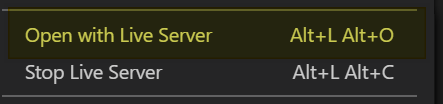 Open with Live Server Alt+L Alt+O
Stop Live Server Alt+L Alt+C